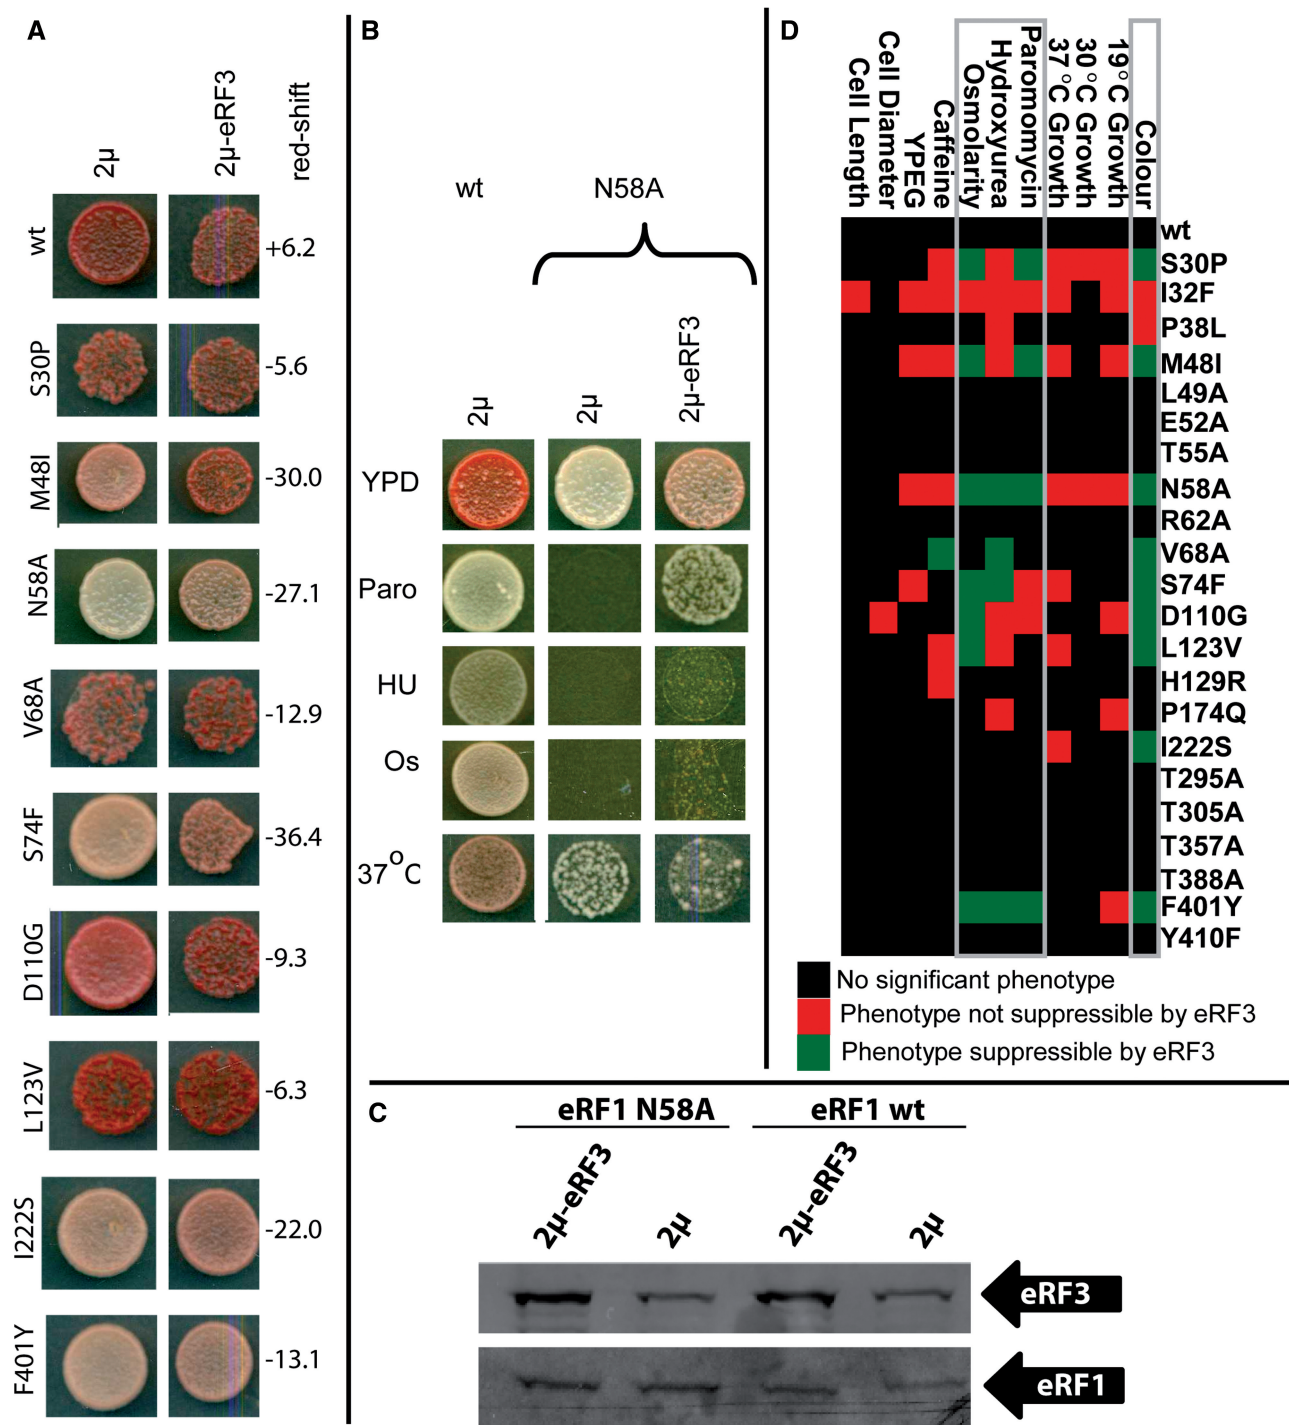 A
2µ
2µ-eRF3
red-shift
wt
+6.2
S30P
-5.6
M48I
-30.0
N58A
-27.1
V68A
-12.9
S74F
-36.4
D110G
-9.3
L123V
-6.3
I222S
-22.0
F401Y
-13.1
B
wt
N58A
2µ
2µ
2µ-eRF3
YPD
Paro
HU
Os
37°C
D
Cell Length
Cell Diameter
YPEG
Caffeine
Osmolarity
Hydroxyurea
Paromomycin
37°C Growth
30°C Growth
19°C Growth
Colour
wt
S30P
I32F
P38L
M48I
L49A
E52A
T55A
N58A
R62A
V68A
S74F
D110G
L123V
H129R
P174Q
I222S
T295A
T305A
T357A
T388A
F401Y
Y410F
No significant phenotype
Phenotype not suppressible by eRF3
Phenotype suppressible by eRF3
C
eRF1 N58A
eRF1 wt
2µ-eRF3
2µ
2µ-eRF3
2µ
eRF3
eRF1